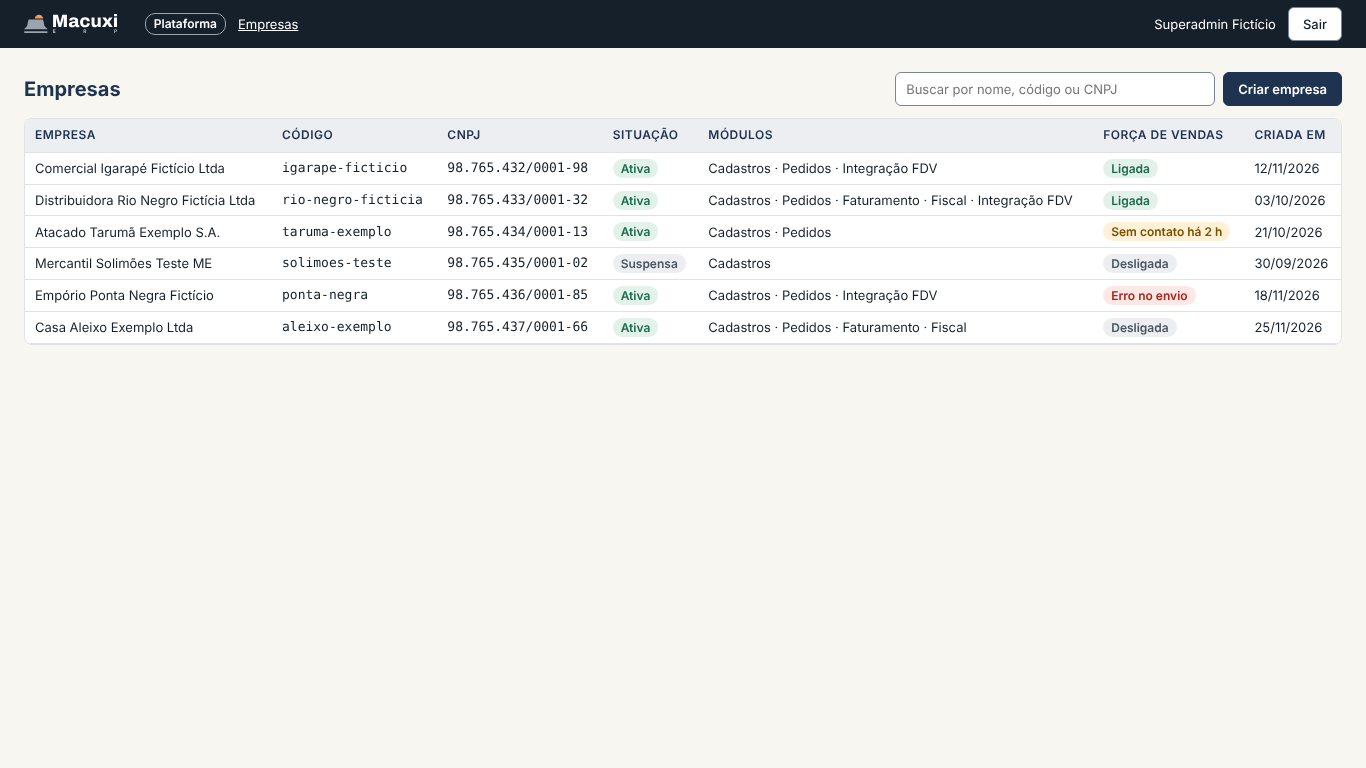 Macuxi
ERP
Plataforma
Empresas
Superadmin Fictício
Sair
Empresas
Buscar por nome, código ou CNPJ
Criar empresa
EMPRESA CÓDIGO CNPJ SITUAÇÃO MÓDULOS FORÇA DE VENDAS CRIADA EM
Comercial Igarapé Fictício Ltda igarape-ficticio 98.765.432/0001-98 Ativa Cadastros · Pedidos · Integração FDV Ligada 12/11/2026
Distribuidora Rio Negro Fictícia Ltda rio-negro-ficticia 98.765.433/0001-32 Ativa Cadastros · Pedidos · Faturamento · Fiscal · Integração FDV Ligada 03/10/2026
Atacado Tarumã Exemplo S.A. taruma-exemplo 98.765.434/0001-13 Ativa Cadastros · Pedidos Sem contato há 2 h 21/10/2026
Mercantil Solimões Teste ME solimoes-teste 98.765.435/0001-02 Suspensa Cadastros Desligada 30/09/2026
Empório Ponta Negra Fictício ponta-negra 98.765.436/0001-85 Ativa Cadastros · Pedidos · Integração FDV Erro no envio 18/11/2026
Casa Aleixo Exemplo Ltda aleixo-exemplo 98.765.437/0001-66 Ativa Cadastros · Pedidos · Faturamento · Fiscal Desligada 25/11/2026